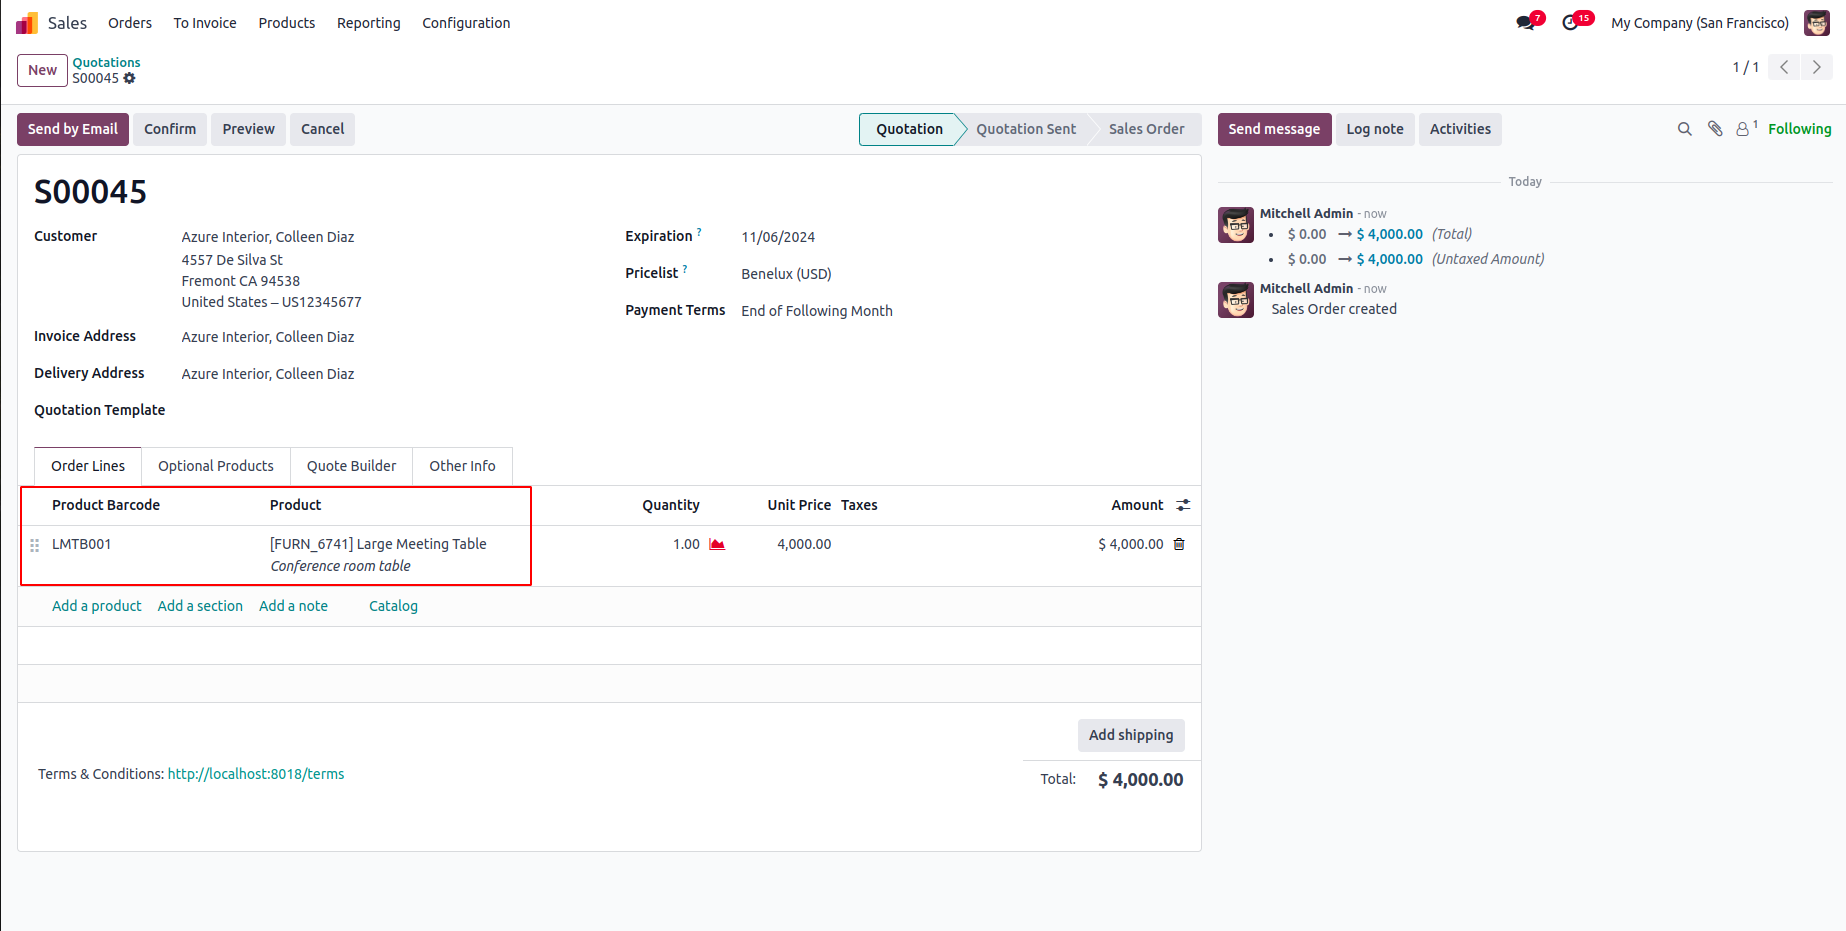 Sales Orders To Invoice Products Reporting Configuration 7 15 My Company (San Francisco)
New Quotations
S00045 1 / 1
Send by Email Confirm Preview Cancel Quotation Quotation Sent Sales Order Send message Log note Activities 1 Following
S00045
Customer Azure Interior, Colleen Diaz
4557 De Silva St
Fremont CA 94538
United States – US12345677
Invoice Address Azure Interior, Colleen Diaz
Delivery Address Azure Interior, Colleen Diaz
Quotation Template
Expiration ? 11/06/2024
Pricelist ? Benelux (USD)
Payment Terms End of Following Month
Order Lines Optional Products Quote Builder Other Info
Product Barcode Product Quantity Unit Price Taxes Amount
LMTB001 [FURN_6741] Large Meeting Table 1.00 4,000.00 $ 4,000.00
Conference room table
Add a product Add a section Add a note Catalog
Add shipping
Terms & Conditions: http://localhost:8018/terms
Total: $ 4,000.00
Today
Mitchell Admin - now
• $ 0.00 → $ 4,000.00 (Total)
• $ 0.00 → $ 4,000.00 (Untaxed Amount)
Mitchell Admin - now
Sales Order created